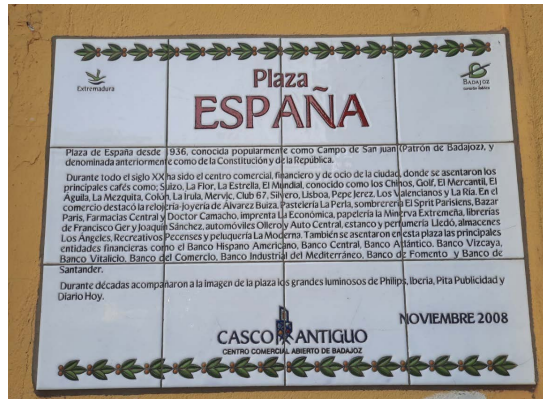 Extremadura
BADAJOZ
Plaza
ESPAÑA
Plaza de España desde 1936, conocida popularmente como Campo de San Juan (Patrón de Badajoz), y
denominada anteriormente como de la Constitución y de la República.
Durante todo el siglo XX ha sido el centro comercial, financiero y de ocio de la ciudad, donde se asentaron los
principales cafés como; Suizo, La Flor, La Estrella, El Mundial, conocido como los Chinos, Golf, El Mercantil, El
Águila, La Mezquita, Colón, La Irula, Mervic, Club 67, Silvero, Lisboa, Pepe Jerez, Los Valencianos y La Ría. En el
comercio destacó la relojería-joyería de Álvarez Buiza, Pastelería La Perla, sombrerería El Sprit Parisiens, Bazar
Paris, Farmacias Central y Doctor Camacho, imprenta La Económica, papelería la Minerva Extremeña, librerías
de Francisco Ger y Joaquín Sánchez, automóviles Ollero y Auto Central, estanco y perfumería Lledó, almacenes
Los Ángeles, Recreativos Pacenses y peluquería La Moderna. También se asentaron en esta plaza las principales
entidades financieras como el Banco Hispano Americano, Banco Central, Banco Atlántico, Banco Vizcaya,
Banco Vitalicio, Banco del Comercio, Banco Industrial del Mediterráneo, Banco de Fomento y Banco de
Santander.
Durante décadas acompañaron a la imagen de la plaza los grandes luminosos de Philips, Iberia, Pita Publicidad y
Diario Hoy.
NOVIEMBRE 2008
CASCO ANTIGUO
CENTRO COMERCIAL ABIERTO DE BADAJOZ